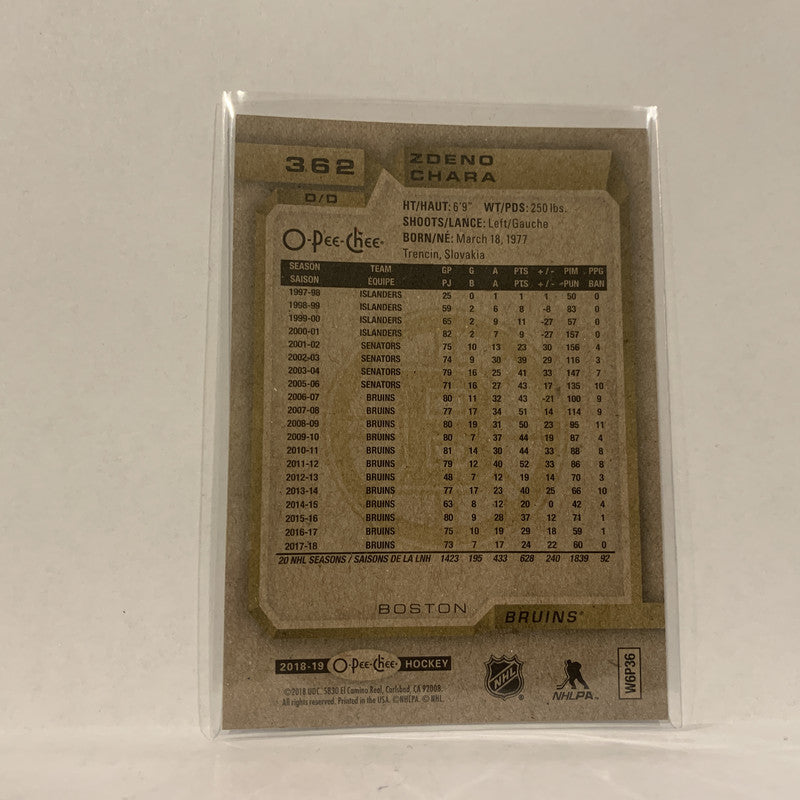 362
ZDENO
CHARA
D/D
HT/HAUT: 6'9" WT/PDS: 250 lbs.
SHOOTS/LANCE: Left/Gauche
BORN/NÉ: March 18, 1977
Trencin, Slovakia
O-Pee-Chee
SEASON TEAM GP G A PTS +/- PIM PPG
SAISON ÉQUIPE PJ B A PTS +/- PUN BAN
1997-98 ISLANDERS 25 0 1 1 1 50 0
1998-99 ISLANDERS 59 2 6 8 -8 83 0
1999-00 ISLANDERS 65 2 9 11 -27 57 0
2000-01 ISLANDERS 82 2 7 9 -27 157 0
2001-02 SENATORS 75 10 13 23 30 156 4
2002-03 SENATORS 74 9 30 39 29 116 3
2003-04 SENATORS 79 16 25 41 33 147 7
2005-06 SENATORS 71 16 27 43 17 135 10
2006-07 BRUINS 80 11 32 43 -21 100 9
2007-08 BRUINS 77 17 34 51 14 114 9
2008-09 BRUINS 80 19 31 50 23 95 11
2009-10 BRUINS 80 7 37 44 19 87 4
2010-11 BRUINS 81 14 30 44 33 88 8
2011-12 BRUINS 79 12 40 52 33 86 8
2012-13 BRUINS 48 7 12 19 14 70 3
2013-14 BRUINS 77 17 23 40 25 66 10
2014-15 BRUINS 63 8 12 20 0 42 4
2015-16 BRUINS 80 9 28 37 12 71 1
2016-17 BRUINS 75 10 19 29 18 59 1
2017-18 BRUINS 73 7 17 24 22 60 0
20 NHL SEASONS / SAISONS DE LA LNH 1423 195 433 628 240 1839 92
BOSTON BRUINS
2018-19 O-Pee-Chee HOCKEY
©2018 UDC. 5830 El Camino Real, Carlsbad, CA 92008.
All rights reserved. Printed in the USA. ©NHLPA. © NHL.
NHL
NHLPA
W6P36